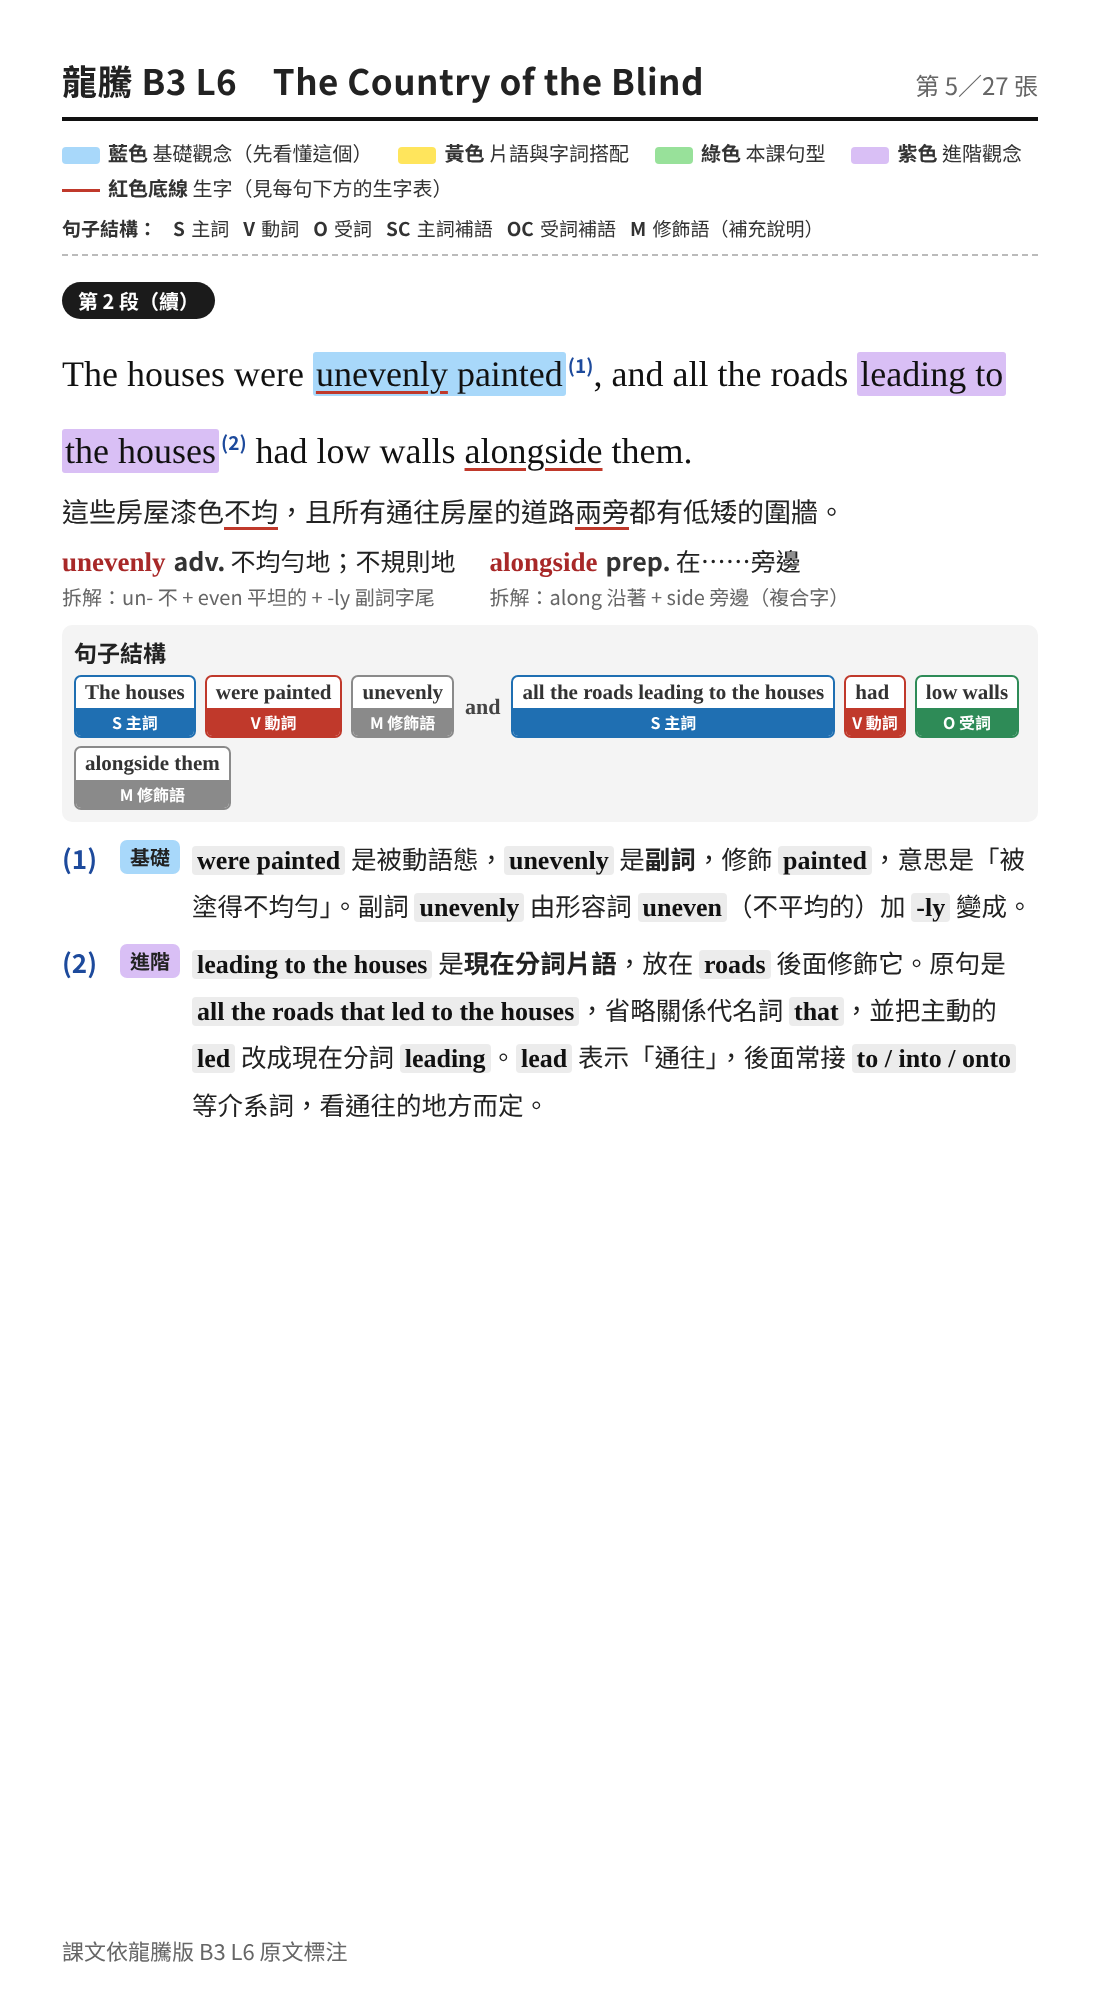 龍騰 B3 L6 The Country of the Blind 第 5／27 張
藍色 基礎觀念（先看懂這個） 黃色 片語與字詞搭配 綠色 本課句型 紫色 進階觀念
紅色底線 生字（見每句下方的生字表）
句子結構： S 主詞 V 動詞 O 受詞 SC 主詞補語 OC 受詞補語 M 修飾語（補充說明）
第 2 段（續）
The houses were unevenly painted(1), and all the roads leading to
the houses(2) had low walls alongside them.
這些房屋漆色不均，且所有通往房屋的道路兩旁都有低矮的圍牆。
unevenly adv. 不均勻地；不規則地 alongside prep. 在……旁邊
拆解：un- 不 + even 平坦的 + -ly 副詞字尾 拆解：along 沿著 + side 旁邊（複合字）
句子結構
The houses were painted unevenly and all the roads leading to the houses had low walls
S 主詞 V 動詞 M 修飾語 S 主詞 V 動詞 O 受詞
alongside them
M 修飾語
(1) 基礎 were painted 是被動語態，unevenly 是副詞，修飾 painted，意思是「被
塗得不均勻」。副詞 unevenly 由形容詞 uneven（不平均的）加 -ly 變成。
(2) 進階 leading to the houses 是現在分詞片語，放在 roads 後面修飾它。原句是
all the roads that led to the houses，省略關係代名詞 that，並把主動的
led 改成現在分詞 leading。lead 表示「通往」，後面常接 to / into / onto
等介系詞，看通往的地方而定。
課文依龍騰版 B3 L6 原文標注